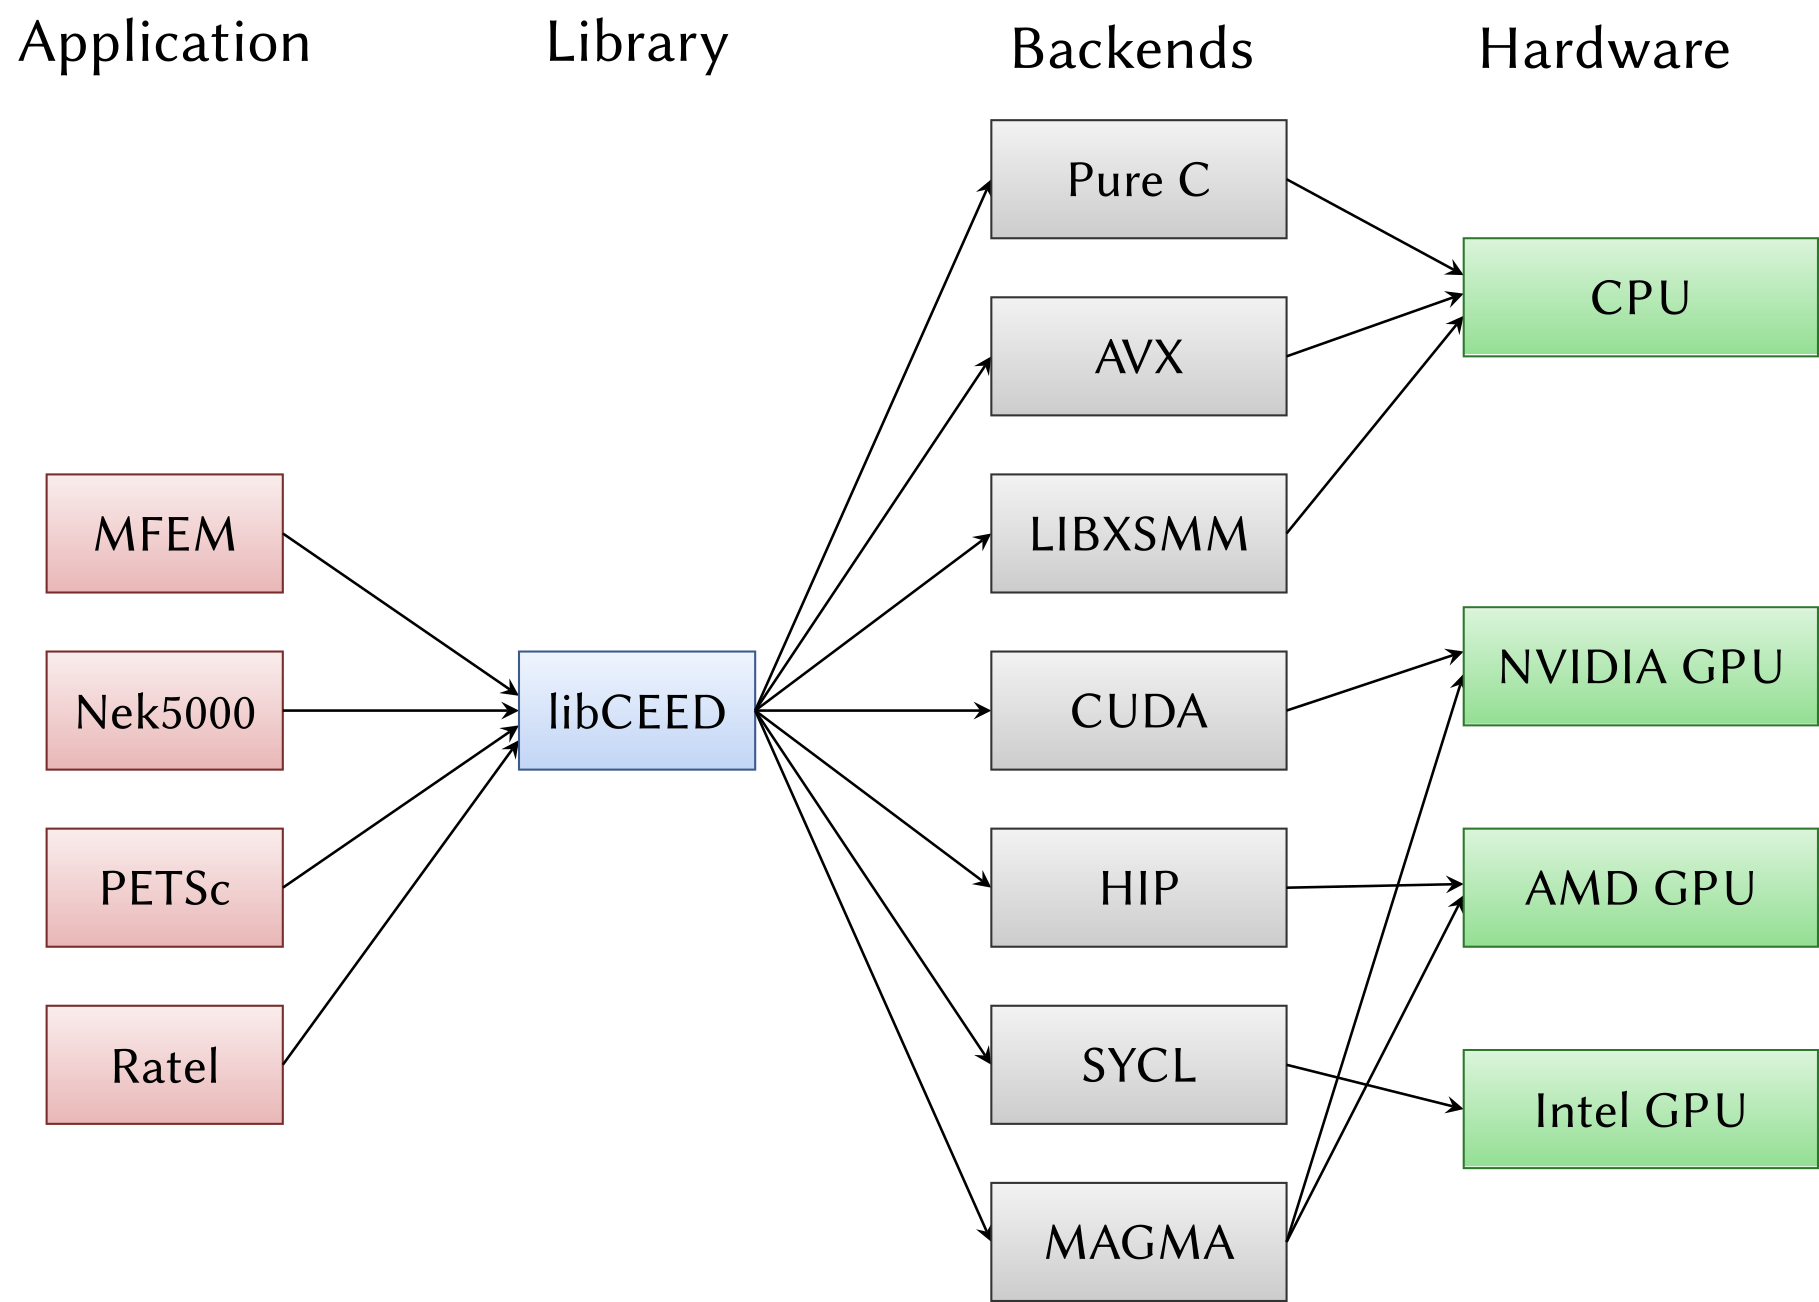 Application
Library
Backends
Hardware
Pure C
AVX
LIBXSMM
CUDA
HIP
SYCL
MAGMA
MFEM
Nek5000
PETSc
Ratel
libCEED
CPU
NVIDIA GPU
AMD GPU
Intel GPU